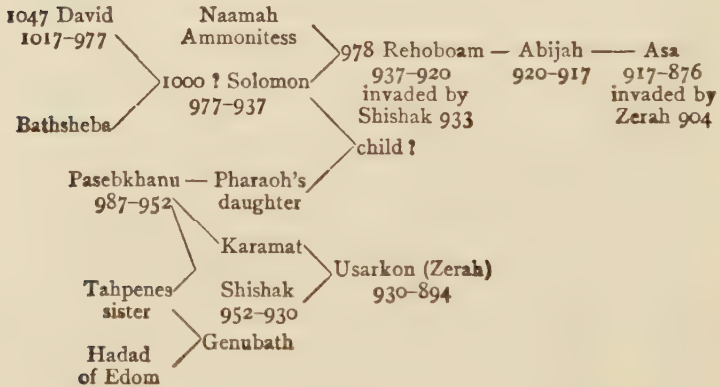 1047 David
1017–977
Naamah
Ammonitess
978 Rehoboam — Abijah — Asa
937–920 920–917 917–876
invaded by invaded by
Shishak 933 Zerah 904
1000 ? Solomon
977–937
Bathsheba
child ?
Pasebkhanu — Pharaoh's
987–952 daughter
Karamat
Usarkon (Zerah)
930–894
Tahpenes Shishak
sister 952–930
Genubath
Hadad
of Edom